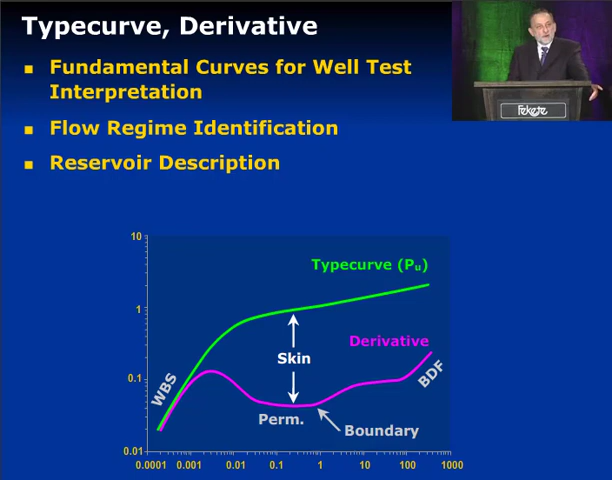 Typecurve, Derivative
Fundamental Curves for Well Test
Interpretation
Flow Regime Identification
Reservoir Description
Fekete
10
1
0.1
0.01
Typecurve (Pu)
Derivative
Skin
WBS
BDF
Perm.
Boundary
0.0001 0.001 0.01 0.1 1 10 100 1000